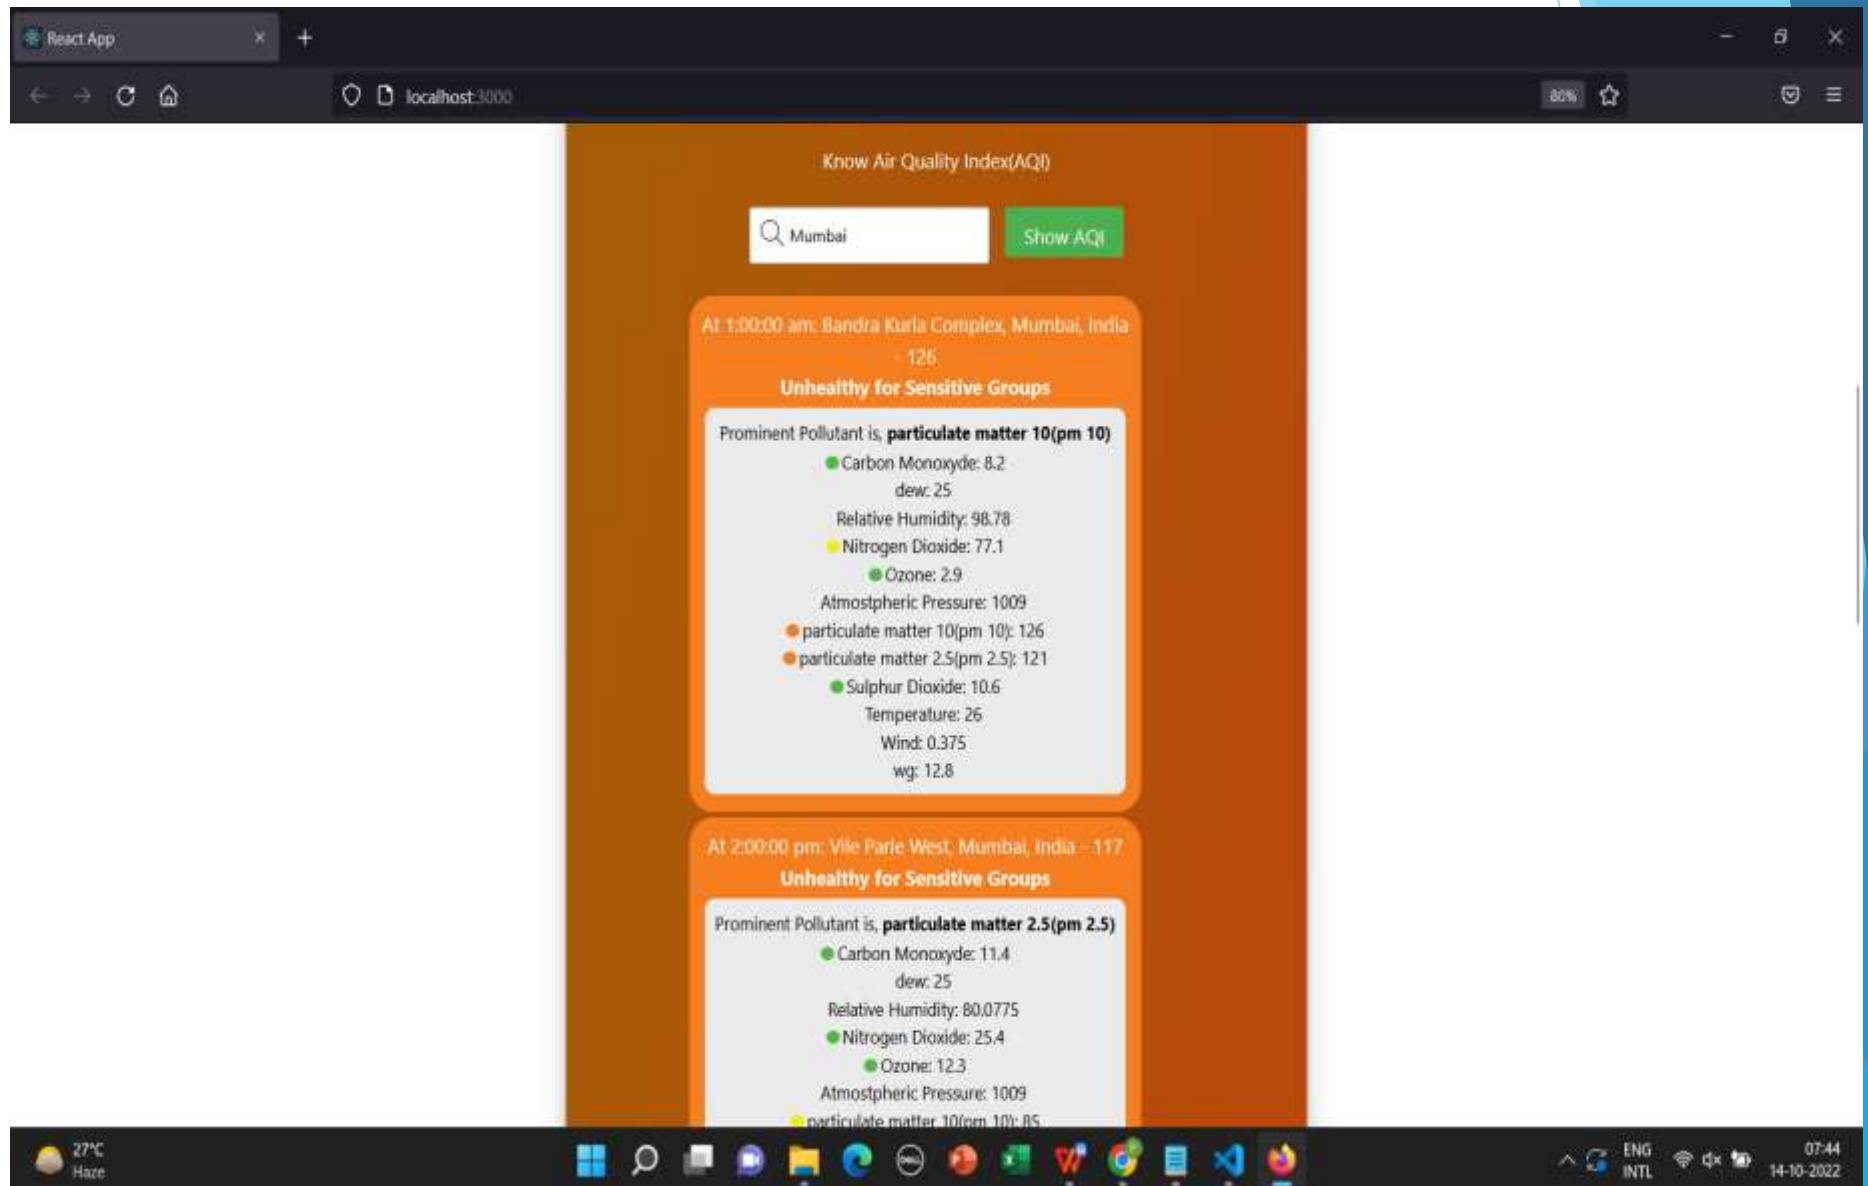 React App
localhost:3000
80%
Know Air Quality Index(AQI)
Mumbai
Show AQI
At 1:00:00 am: Bandra Kurla Complex, Mumbai, India
- 126
Unhealthy for Sensitive Groups
Prominent Pollutant is, particulate matter 10(pm 10)
Carbon Monoxyde: 8.2
dew: 25
Relative Humidity: 98.78
Nitrogen Dioxide: 77.1
Ozone: 2.9
Atmostpheric Pressure: 1009
particulate matter 10(pm 10): 126
particulate matter 2.5(pm 2.5): 121
Sulphur Dioxide: 10.6
Temperature: 26
Wind: 0.375
wg: 12.8
At 2:00:00 pm: Vile Parle West, Mumbai, India - 117
Unhealthy for Sensitive Groups
Prominent Pollutant is, particulate matter 2.5(pm 2.5)
Carbon Monoxyde: 11.4
dew: 25
Relative Humidity: 80.0775
Nitrogen Dioxide: 25.4
Ozone: 12.3
Atmostpheric Pressure: 1009
particulate matter 10(pm 10): 85
27°C
Haze
DELL
ENG
INTL
07:44
14-10-2022